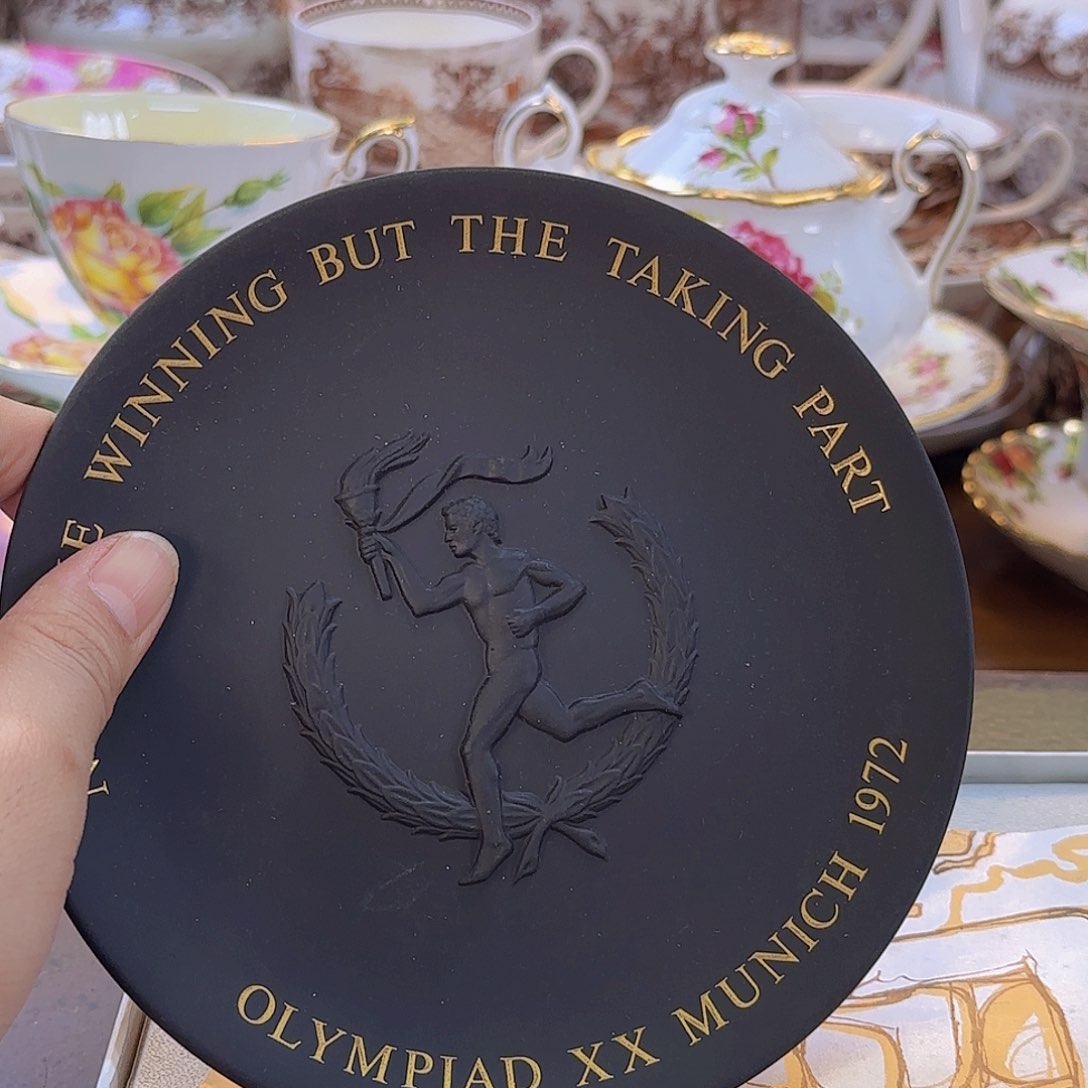 WINNING BUT THE TAKING PART
OLYMPIAD XX MUNICH 1972